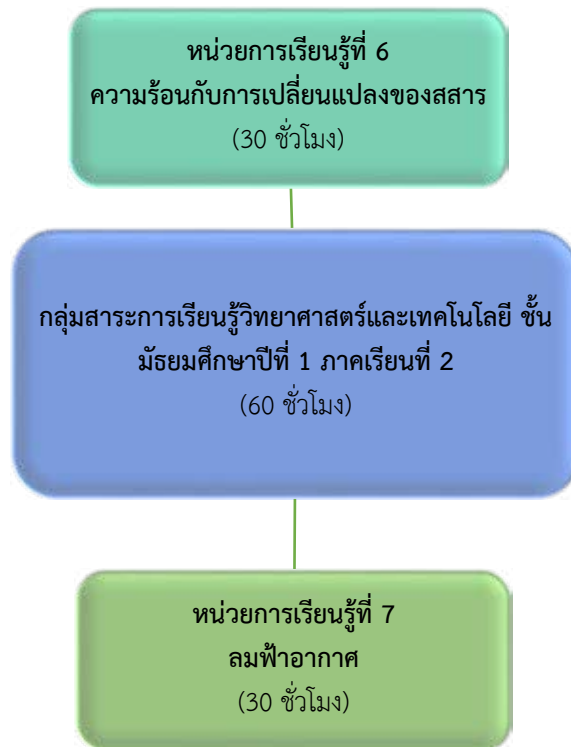 หน่วยการเรียนรู้ที่ 6
ความร้อนกับการเปลี่ยนแปลงของสสาร
(30 ชั่วโมง)
กลุ่มสาระการเรียนรู้วิทยาศาสตร์และเทคโนโลยี ชั้น
มัธยมศึกษาปีที่ 1 ภาคเรียนที่ 2
(60 ชั่วโมง)
หน่วยการเรียนรู้ที่ 7
ลมฟ้าอากาศ
(30 ชั่วโมง)